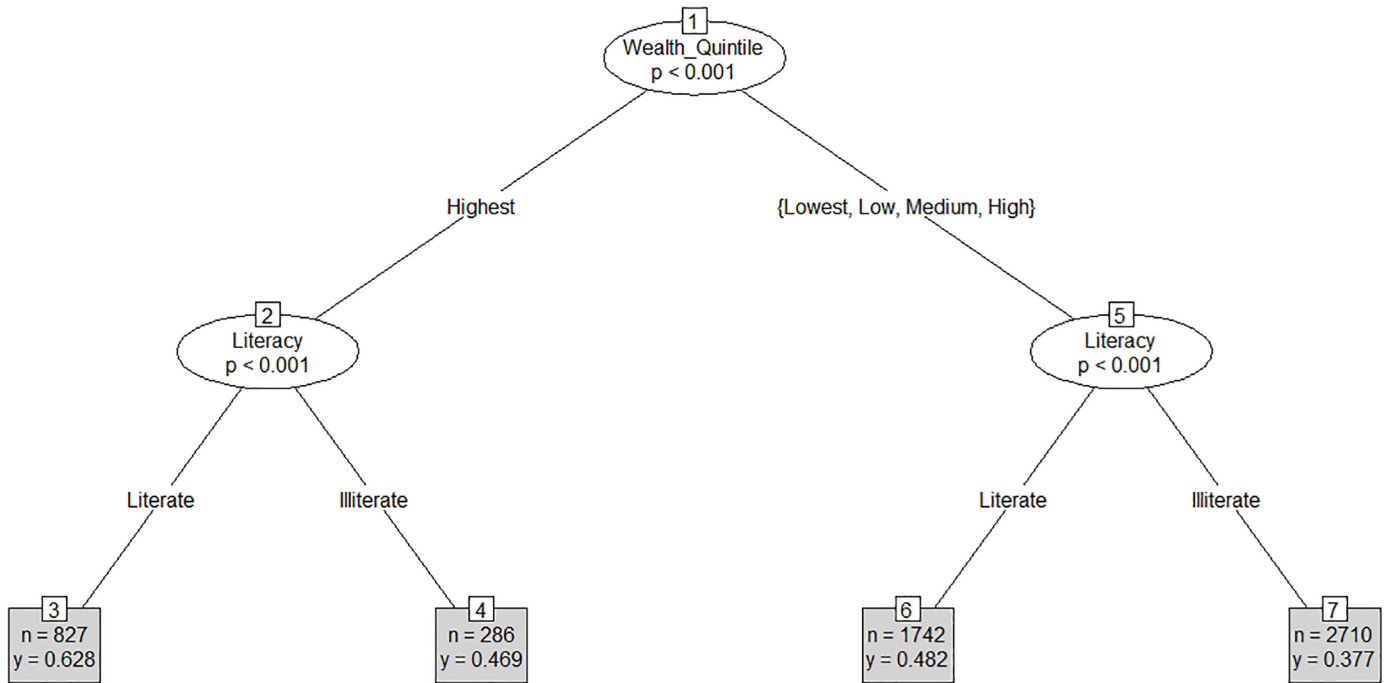 1
Wealth_Quintile
p < 0.001
Highest
{Lowest, Low, Medium, High}
2
Literacy
p < 0.001
5
Literacy
p < 0.001
Literate
Illiterate
Literate
Illiterate
3
n = 827
y = 0.628
4
n = 286
y = 0.469
6
n = 1742
y = 0.482
7
n = 2710
y = 0.377